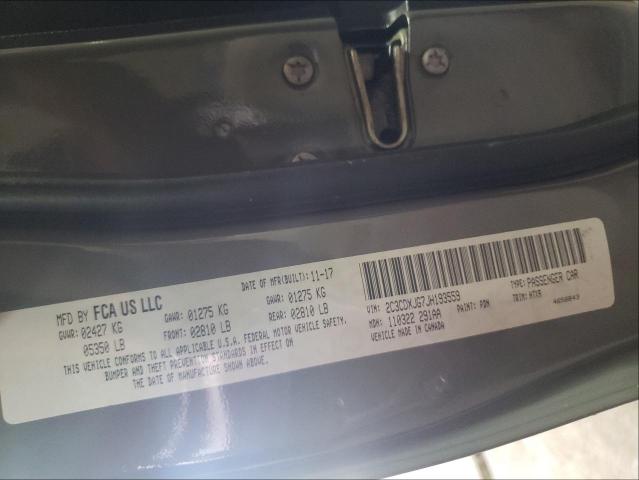 MFD BY FCA US LLC
DATE OF MFR(BUILT): 11-17
GVWR: 02427 KG
05350 LB
GAWR: 01275 KG
FRONT: 02810 LB
GAWR: 01275 KG
REAR: 02810 LB
THIS VEHICLE CONFORMS TO ALL APPLICABLE U.S.A. FEDERAL MOTOR VEHICLE SAFETY,
BUMPER AND THEFT PREVENTION STANDARDS IN EFFECT ON
THE DATE OF MANUFACTURE SHOWN ABOVE.
VIN: 2C3CDXJG7JH193559
TYPE: PASSENGER CAR
MDH: 110322 291AA
PAINT: PDN
TRIM: HTX8
VEHICLE MADE IN CANADA
4656843